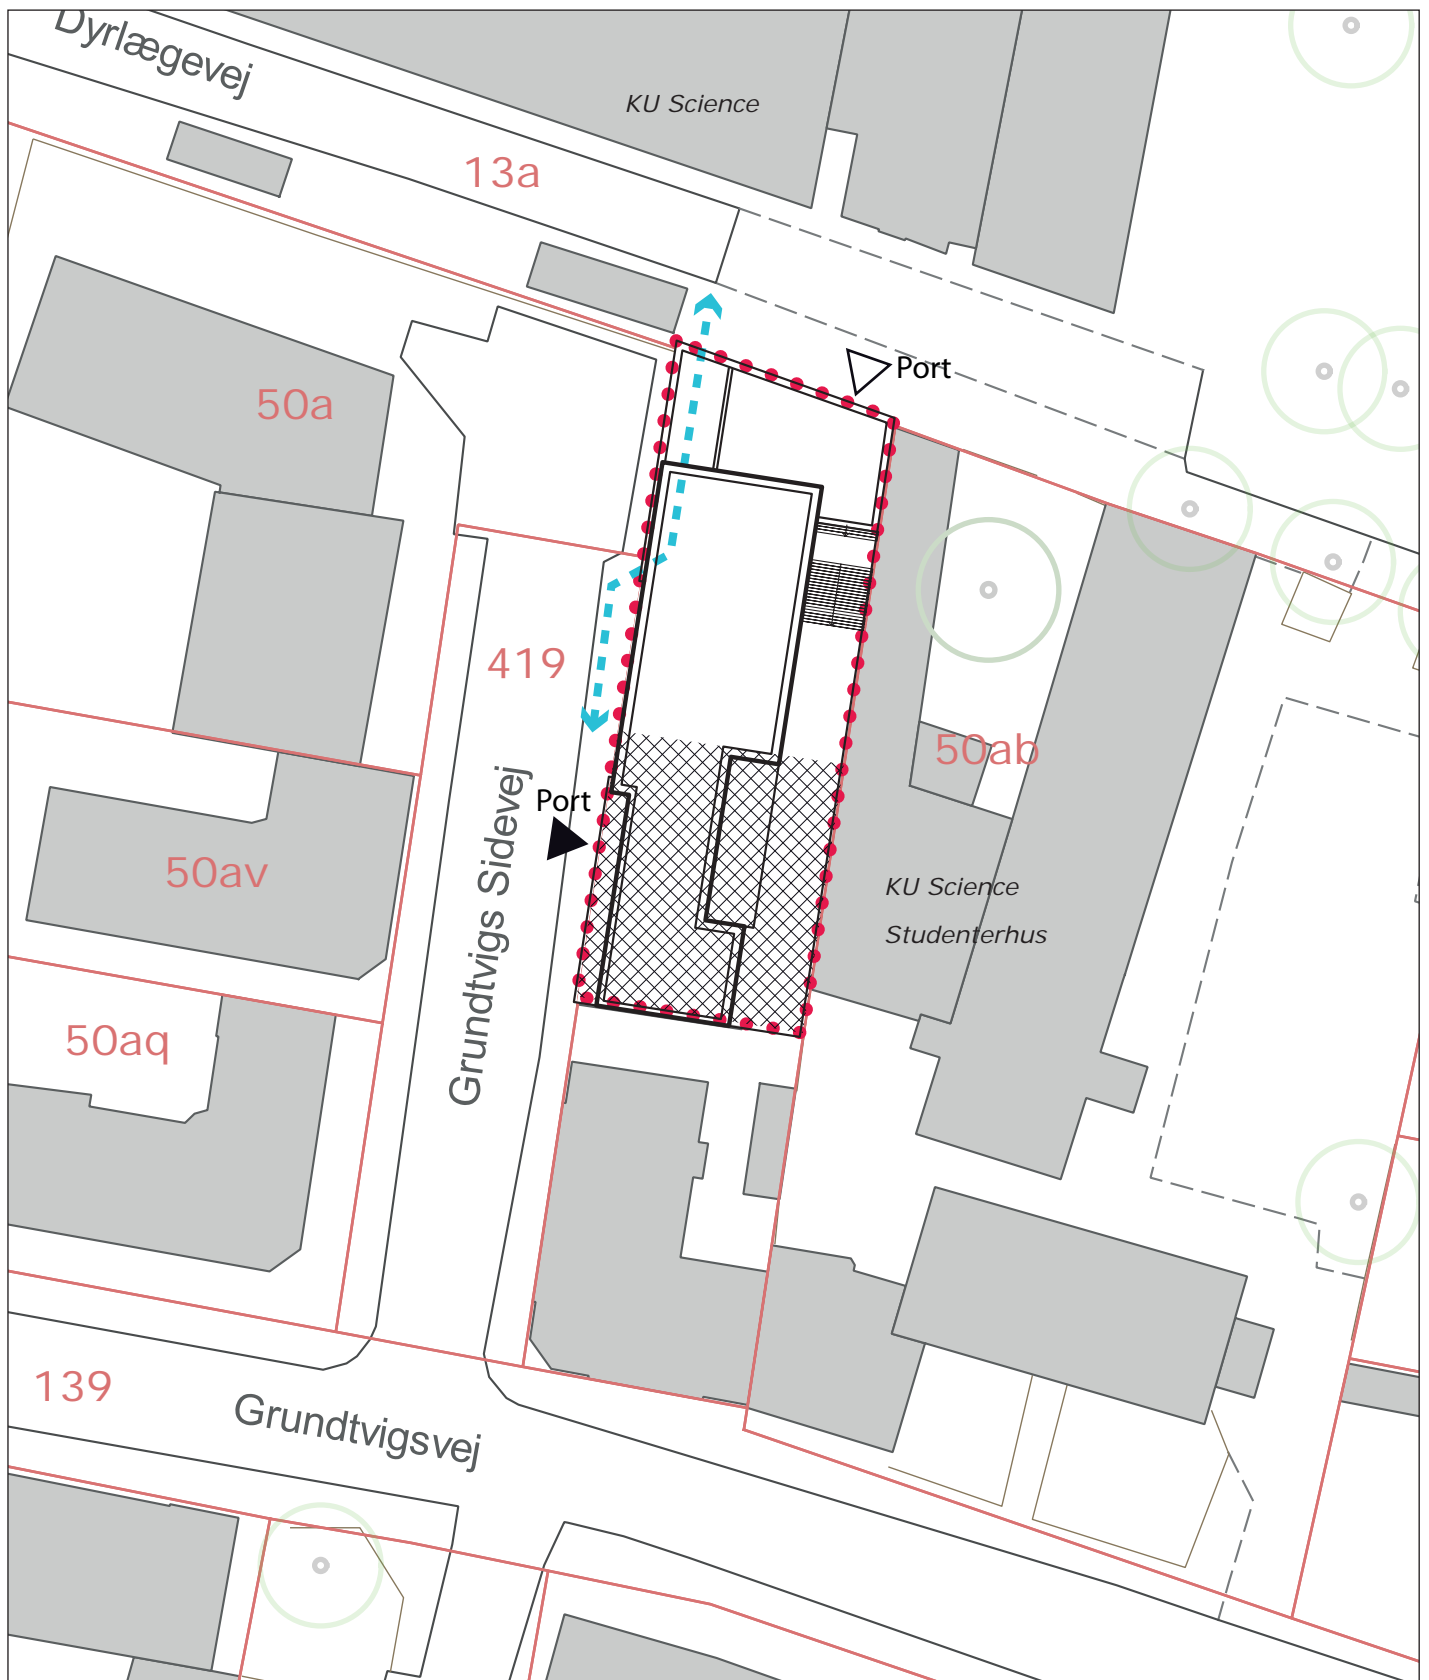 Dyrlægevej
KU Science
13a
Port
50a
419
50ab
Port
50av
KU Science
Studenterhus
Grundtvigs Sidevej
50aq
139
Grundtvigsvej